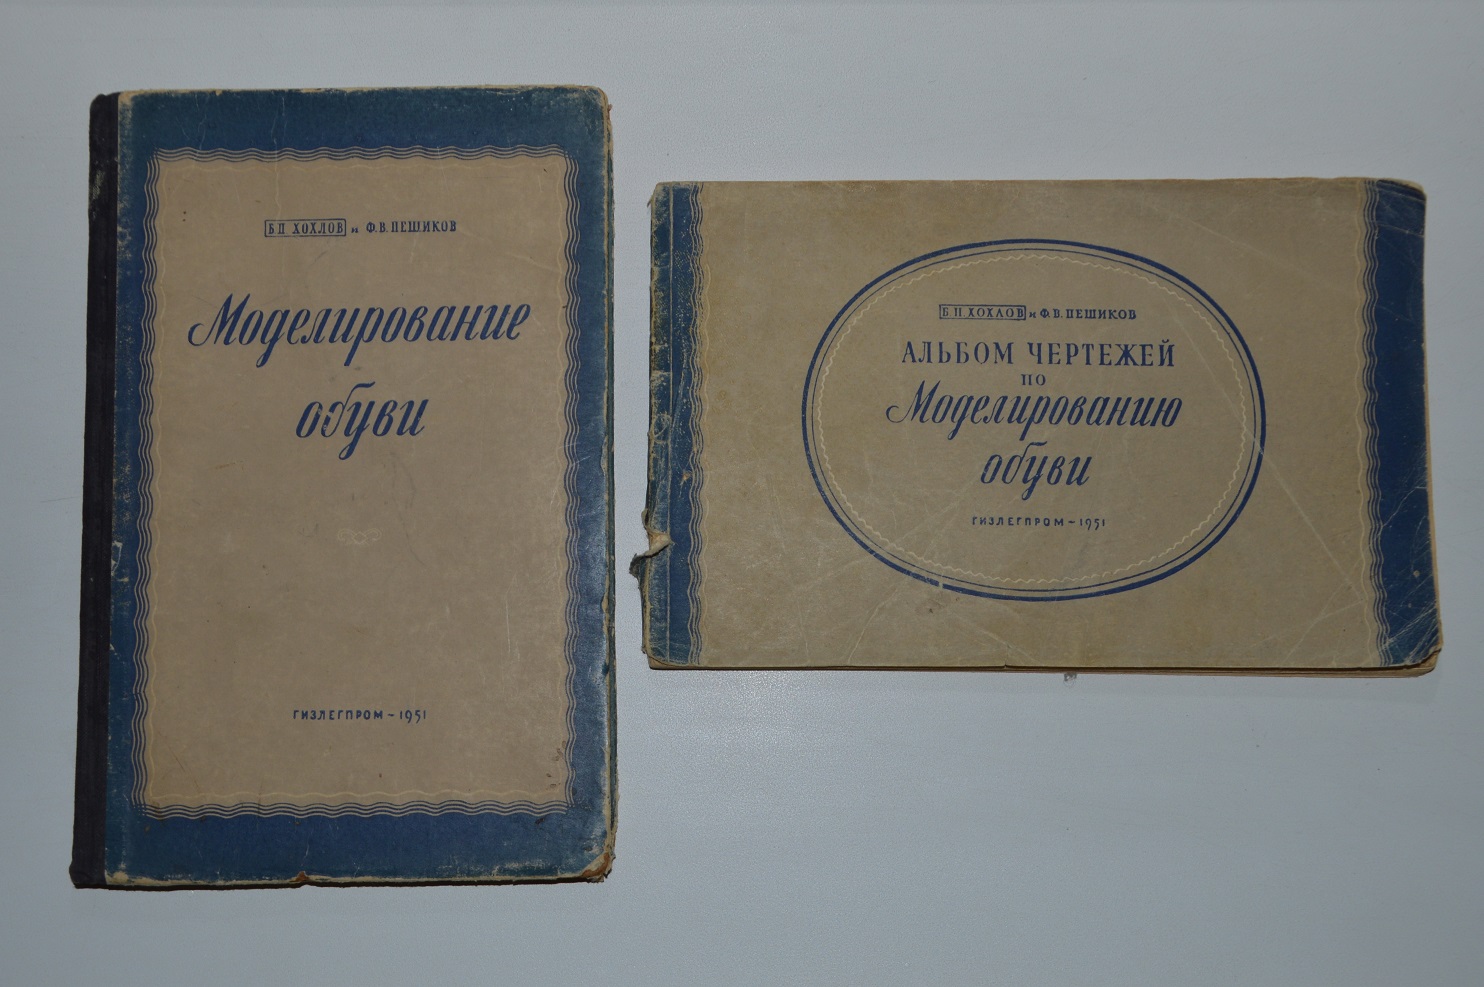 Б П ХОХЛОВ и Ф. В. ПЕШИКОВ
Моделирование
обуви
ГИЗЛЕГПРОМ ~ 1951
Б П ХОХЛОВ и Ф. В. ПЕШИКОВ
АЛЬБОМ ЧЕРТЕЖЕЙ
ПО
Моделированию
обуви
ГИЗЛЕГПРОМ ~ 1951